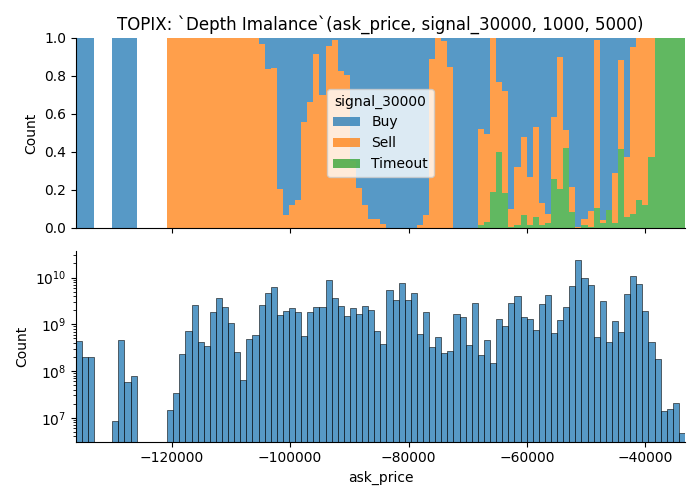 TOPIX: `Depth Imalance`(ask_price, signal_30000, 1000, 5000)
1.0
0.8
0.6
0.4
0.2
0.0
Count
signal_30000
Buy
Sell
Timeout
10¹⁰
10⁹
10⁸
10⁷
Count
−120000 −100000 −80000 −60000 −40000
ask_price